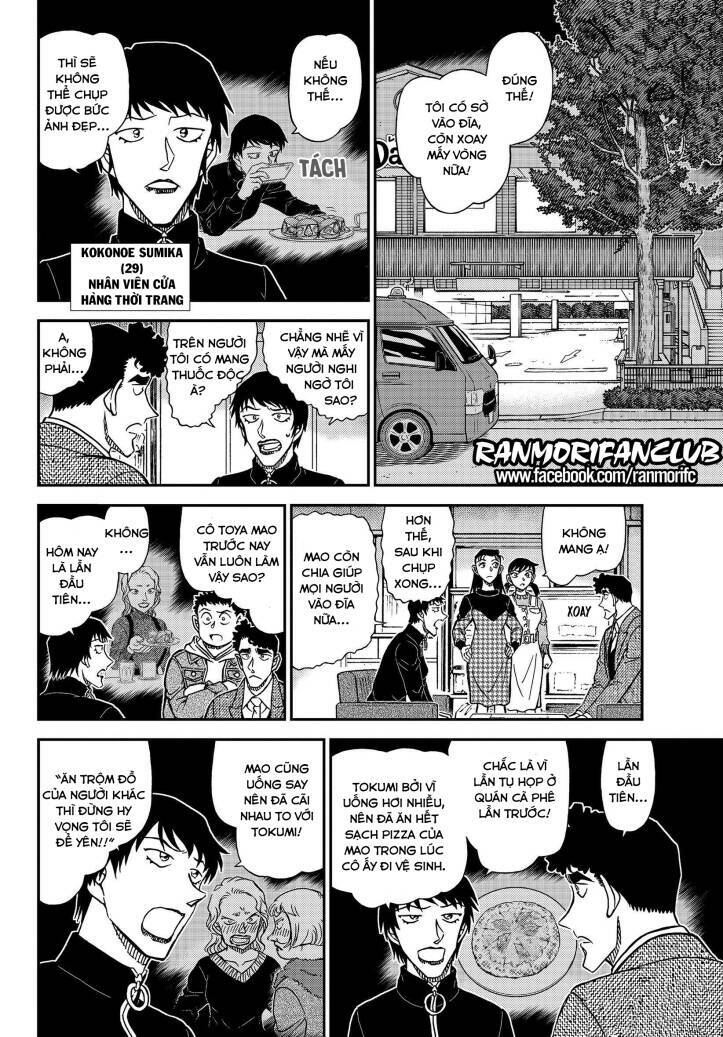 ĐÚNG
THẾ!
TÔI CÓ SỜ
VÀO ĐĨA,
CÒN XOAY
MẤY VÒNG
NỮA!
Da
NẾU
KHÔNG
THẾ...
TÁCH
THÌ SẼ
KHÔNG
THỂ CHỤP
ĐƯỢC BỨC
ẢNH ĐẸP...
KOKONOE SUMIKA
(29)
NHÂN VIÊN CỬA
HÀNG THỜI TRANG
CHẲNG NHẼ VÌ
VẬY MÀ MẤY
NGƯỜI NGHI
NGỜ TÔI
SAO?
TRÊN NGƯỜI
TÔI CÓ MANG
THUỐC ĐỘC
À?
A,
KHÔNG
PHẢI...
RANMORIFANCLUB
www.facebook.com/ranmorifc
KHÔNG
MANG Ạ!
HƠN
THẾ,
SAU KHI
CHỤP
XONG...
XOAY
MAO CÒN
CHIA GIÚP
MỌI NGƯỜI
VÀO ĐĨA
NỮA...
CÔ TOYA MAO
TRƯỚC NAY
VẪN LUÔN LÀM
VẬY SAO?
KHÔNG
...
HÔM NAY
LÀ LẦN
ĐẦU
TIÊN,
LẦN
ĐẦU
TIÊN...
CHẮC LÀ VÌ
LẦN TỤ HỌP Ở
QUÁN CÀ PHÊ
LẦN TRƯỚC!
TOKUMI BỞI VÌ
UỐNG HƠI NHIỀU,
NÊN ĐÃ ĂN HẾT
SẠCH PIZZA CỦA
MAO TRONG LÚC
CÔ ẤY ĐI VỆ SINH.
MAO CŨNG
UỐNG SAY
NÊN ĐÃ CÃI
NHAU TO VỚI
TOKUMI!
"ĂN TRỘM ĐỒ
CỦA NGƯỜI KHÁC
THÌ ĐỪNG HY
VỌNG TÔI SẼ
ĐỂ YÊN!!"